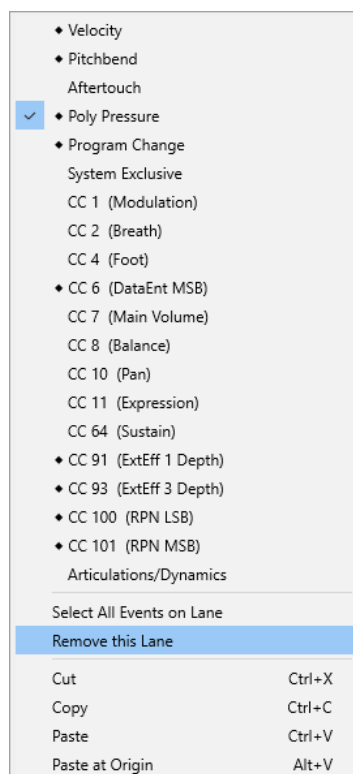 ◆ Velocity
◆ Pitchbend
Aftertouch
✓ ◆ Poly Pressure
◆ Program Change
System Exclusive
CC 1 (Modulation)
CC 2 (Breath)
CC 4 (Foot)
◆ CC 6 (DataEnt MSB)
CC 7 (Main Volume)
CC 8 (Balance)
CC 10 (Pan)
CC 11 (Expression)
CC 64 (Sustain)
◆ CC 91 (ExtEff 1 Depth)
◆ CC 93 (ExtEff 3 Depth)
◆ CC 100 (RPN LSB)
◆ CC 101 (RPN MSB)
Articulations/Dynamics
Select All Events on Lane
Remove this Lane
Cut Ctrl+X
Copy Ctrl+C
Paste Ctrl+V
Paste at Origin Alt+V